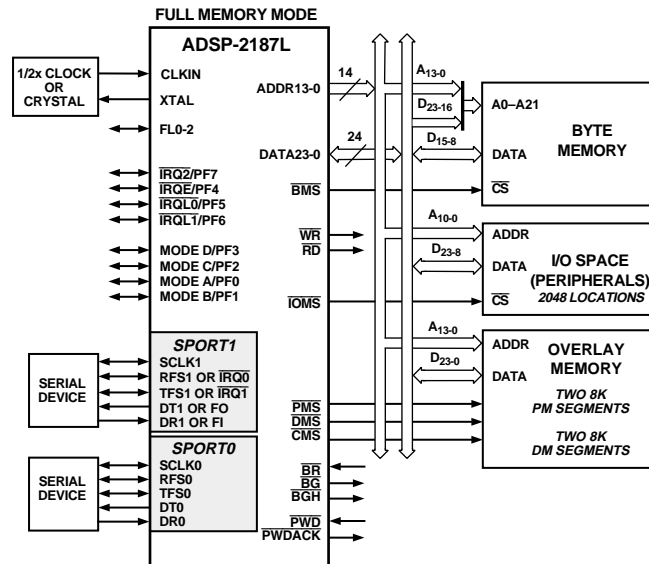 FULL MEMORY MODE
ADSP-2187L
1/2x CLOCK
OR
CRYSTAL
CLKIN
XTAL
FL0-2
IRQ2/PF7
IRQE/PF4
IRQL0/PF5
IRQL1/PF6
MODE D/PF3
MODE C/PF2
MODE A/PF0
MODE B/PF1
SERIAL
DEVICE
SPORT1
SCLK1
RFS1 OR IRQ0
TFS1 OR IRQ1
DT1 OR FO
DR1 OR FI
SERIAL
DEVICE
SPORT0
SCLK0
RFS0
TFS0
DT0
DR0
ADDR13-0
14
DATA23-0
24
BMS
WR
RD
IOMS
PMS
DMS
CMS
BR
BG
BGH
PWD
PWDACK
A13-0
D23-16
D15-8
A0–A21
BYTE
MEMORY
DATA
CS
A10-0
D23-8
ADDR
I/O SPACE
(PERIPHERALS)
2048 LOCATIONS
DATA
CS
A13-0
D23-0
ADDR
OVERLAY
MEMORY
DATA
TWO 8K
PM SEGMENTS
TWO 8K
DM SEGMENTS